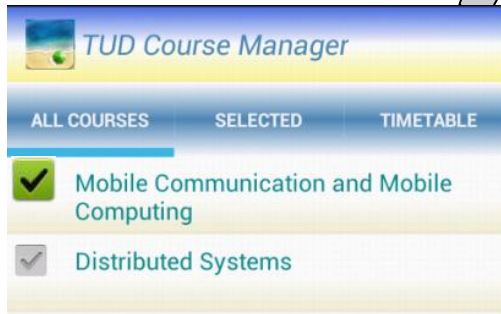 TUD Course Manager
ALL COURSES SELECTED TIMETABLE
Mobile Communication and Mobile
Computing
Distributed Systems